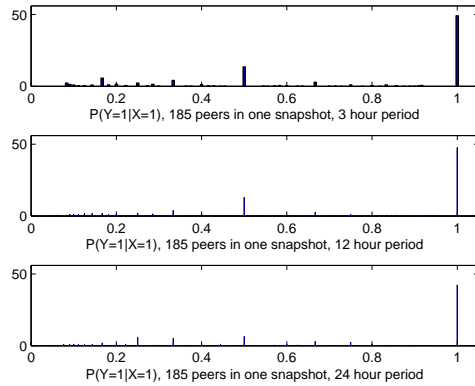 50
0
0 0.2 0.4 0.6 0.8 1
P(Y=1|X=1), 185 peers in one snapshot, 3 hour period
50
0
0 0.2 0.4 0.6 0.8 1
P(Y=1|X=1), 185 peers in one snapshot, 12 hour period
50
0
0 0.2 0.4 0.6 0.8 1
P(Y=1|X=1), 185 peers in one snapshot, 24 hour period